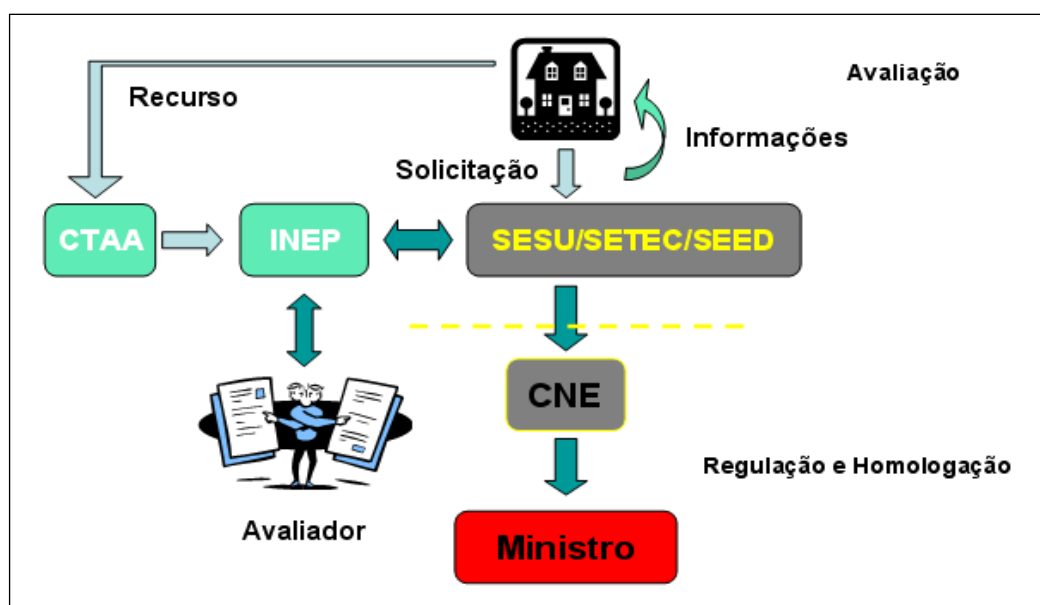 Avaliação
Recurso
Informações
Solicitação
CTAA
INEP
SESU/SETEC/SEED
CNE
Regulação e Homologação
Avaliador
Ministro